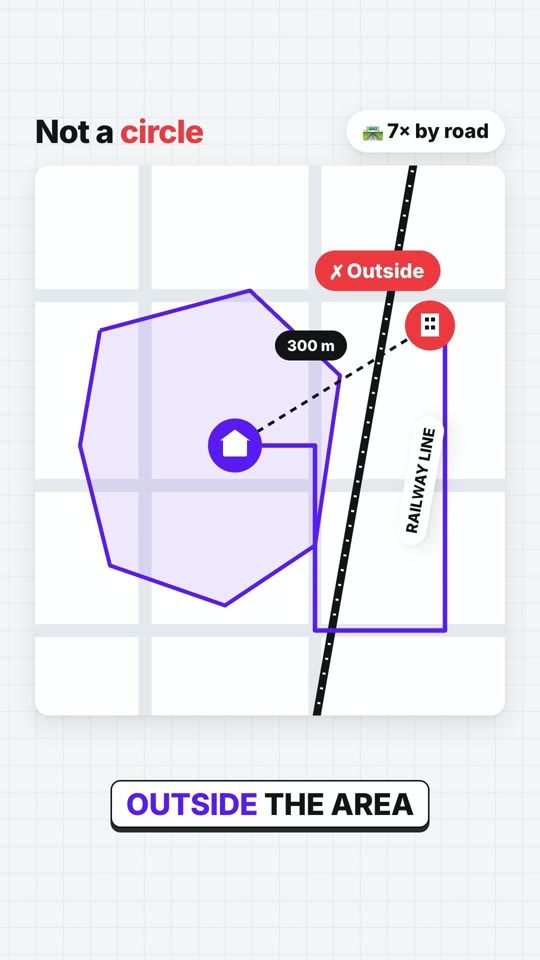 Not a circle
7× by road
✗ Outside
300 m
RAILWAY LINE
OUTSIDE THE AREA